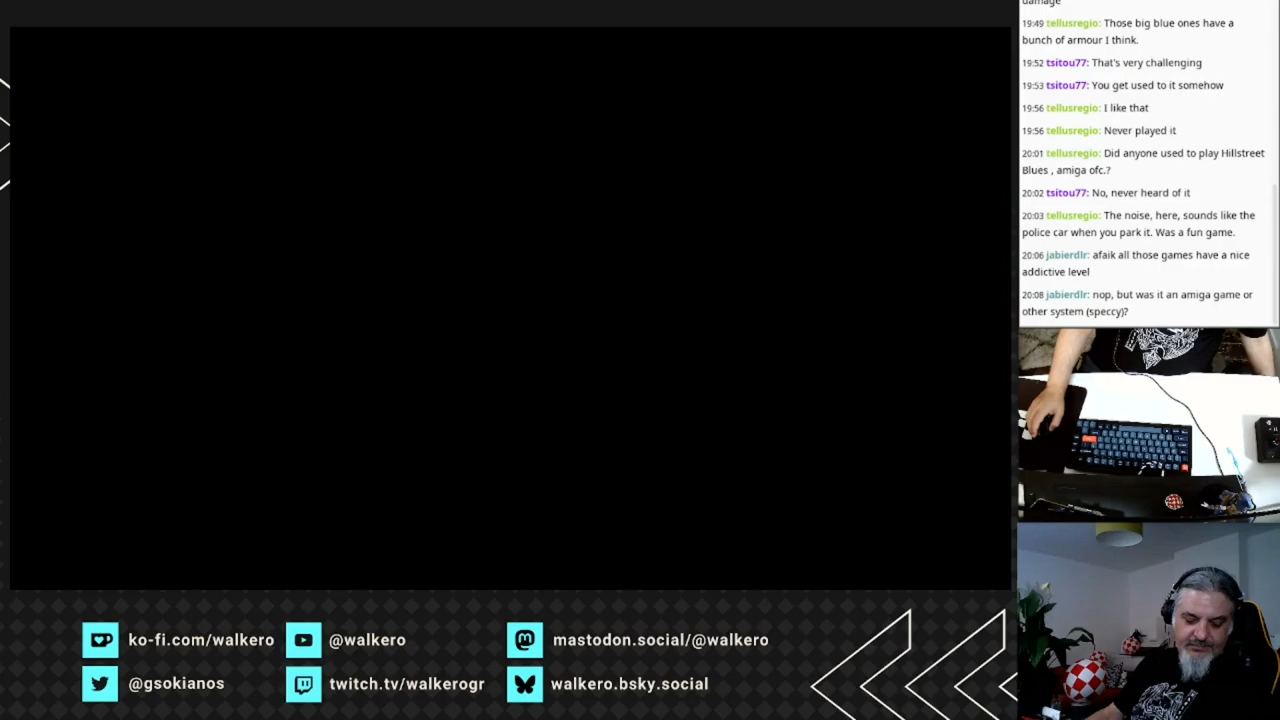 damage
19:49 tellusregio: Those big blue ones have a
bunch of armour I think.
19:52 tsitou77: That's very challenging
19:53 tsitou77: You get used to it somehow
19:56 tellusregio: I like that
19:56 tellusregio: Never played it
20:01 tellusregio: Did anyone used to play Hillstreet
Blues , amiga ofc.?
20:02 tsitou77: No, never heard of it
20:03 tellusregio: The noise, here, sounds like the
police car when you park it. Was a fun game.
20:06 jabierdlr: afaik all those games have a nice
addictive level
20:08 jabierdlr: nop, but was it an amiga game or
other system (speccy)?
ko-fi.com/walkero
@walkero
mastodon.social/@walkero
@gsokianos
twitch.tv/walkerogr
walkero.bsky.social